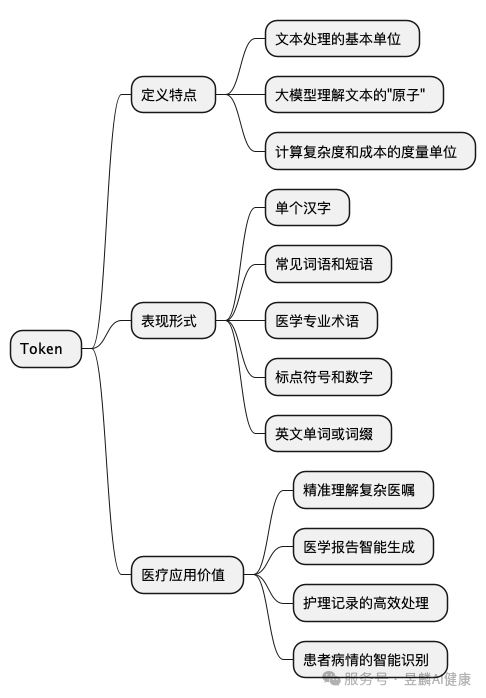 Token
定义特点
文本处理的基本单位
大模型理解文本的"原子"
计算复杂度和成本的度量单位
表现形式
单个汉字
常见词语和短语
医学专业术语
标点符号和数字
英文单词或词缀
医疗应用价值
精准理解复杂医嘱
医学报告智能生成
护理记录的高效处理
患者病情的智能识别
服务号 · 昱麟AI健康